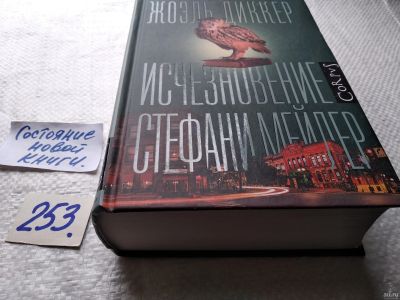 ЖОЭЛЬ ДИККЕР
ИСЧЕЗНОВЕНИЕ
СТЕФАНИ МЕЙЛЕР
CORPUS
Состояние
новой
книги.
253.